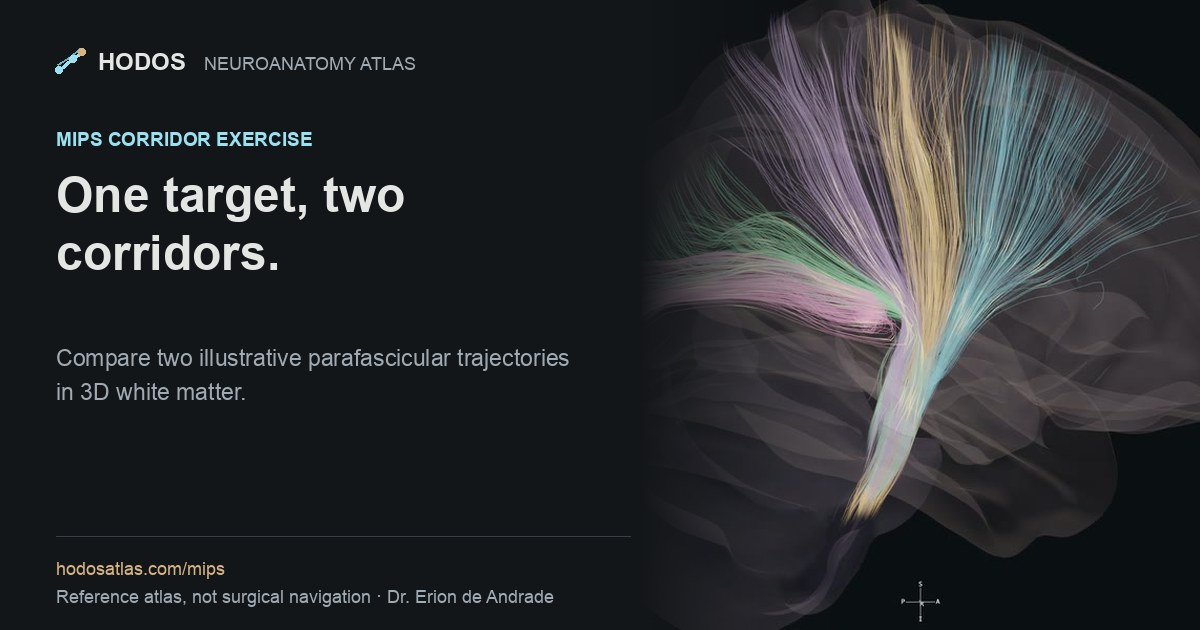 HODOS NEUROANATOMY ATLAS
MIPS CORRIDOR EXERCISE
One target, two
corridors.
Compare two illustrative parafascicular trajectories
in 3D white matter.
hodosatlas.com/mips
Reference atlas, not surgical navigation · Dr. Erion de Andrade
S
P A